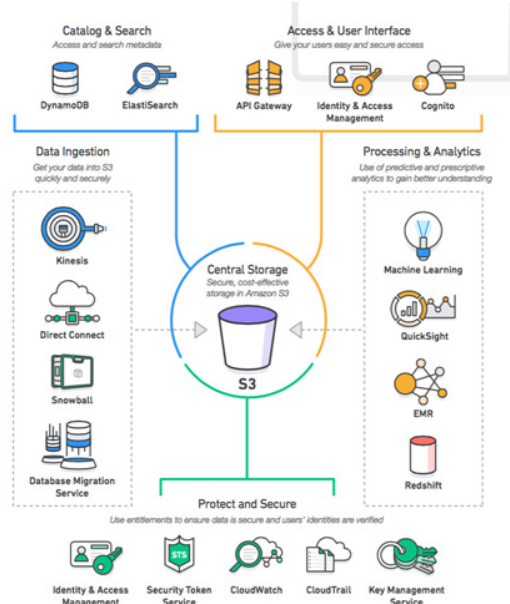 Catalog & Search
Access and search metadata
DynamoDB
ElastiSearch
Access & User Interface
Give your users easy and secure access
API Gateway
Identity & Access
Management
Cognito
Data Ingestion
Get your data into S3
quickly and securely
Kinesis
Direct Connect
Snowball
Database Migration
Service
Central Storage
Secure, cost-effective
storage in Amazon S3
S3
Processing & Analytics
Use of predictive and prescriptive
analytics to gain better understanding
Machine Learning
QuickSight
EMR
Redshift
Protect and Secure
Use entitlements to ensure data is secure and users' identities are verified
STS
Identity & Access
Management
Security Token
Service
CloudWatch
CloudTrail
Key Management
Service